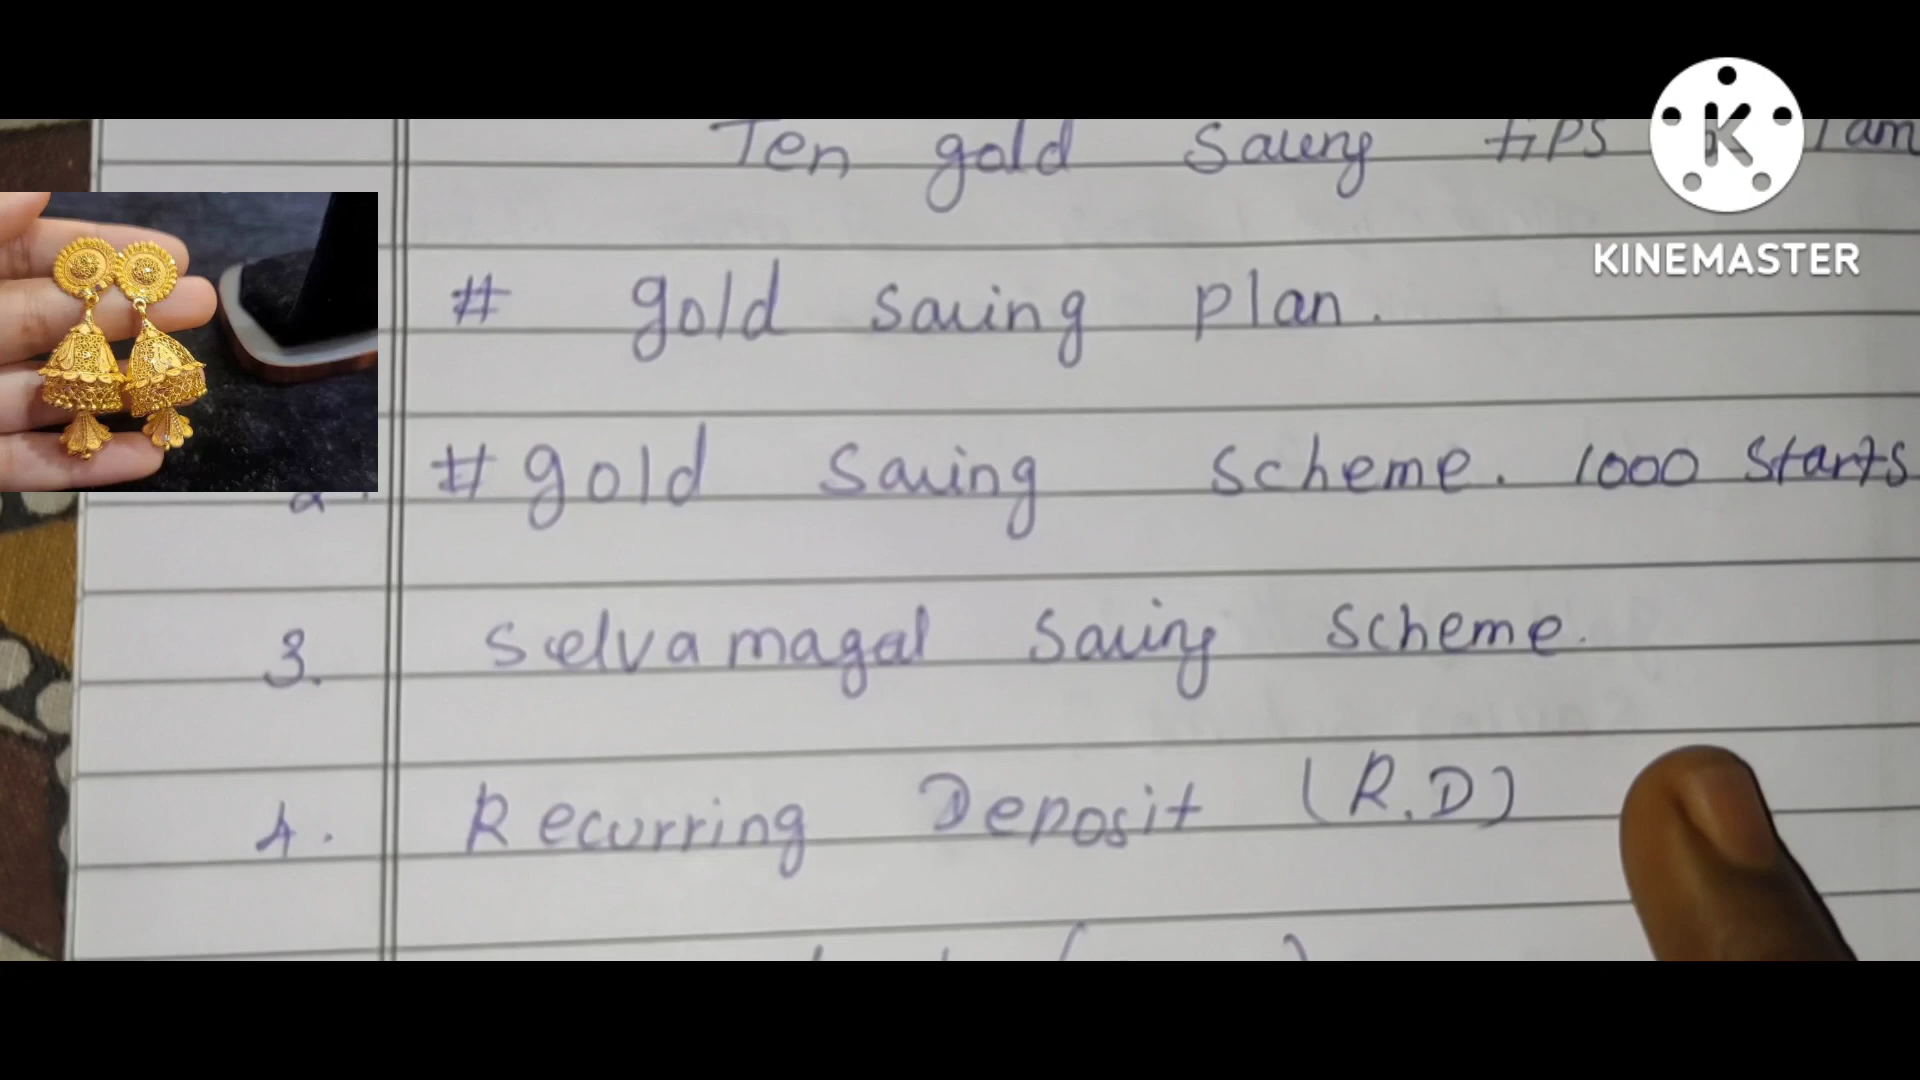 Ten gold saving tips
KINEMASTER
# gold saving plan.
# gold saving scheme. 1000 starts
3. selvamagal saving scheme.
4. Recurring Deposit (R.D)